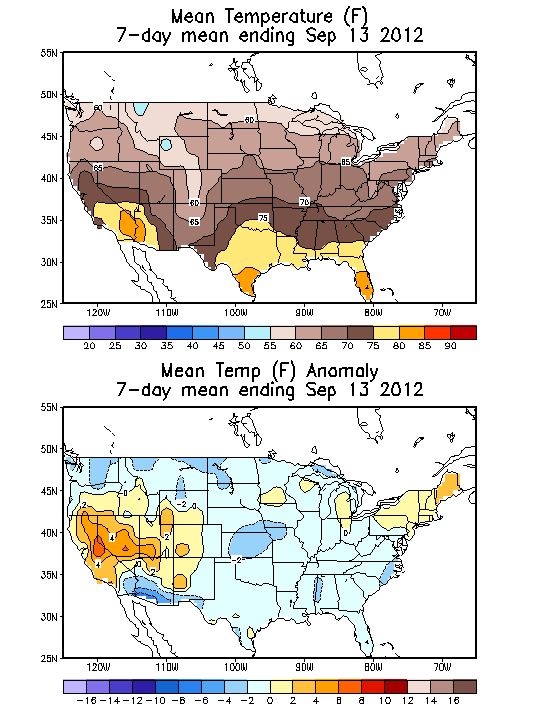 Mean Temperature (F)
7-day mean ending Sep 13 2012
55N
50N
45N
40N
35N
30N
25N
60
60
65
65
60
70
65
75
120W 110W 100W 90W 80W 70W
20 25 30 35 40 45 50 55 60 65 70 75 80 85 90
Mean Temp (F) Anomaly
7-day mean ending Sep 13 2012
55N
50N
45N
40N
35N
30N
25N
0
-2
2
0
4
2
-2
4
0
2
120W 110W 100W 90W 80W 70W
-16 -14 -12 -10 -8 -6 -4 -2 0 2 4 6 8 10 12 14 16